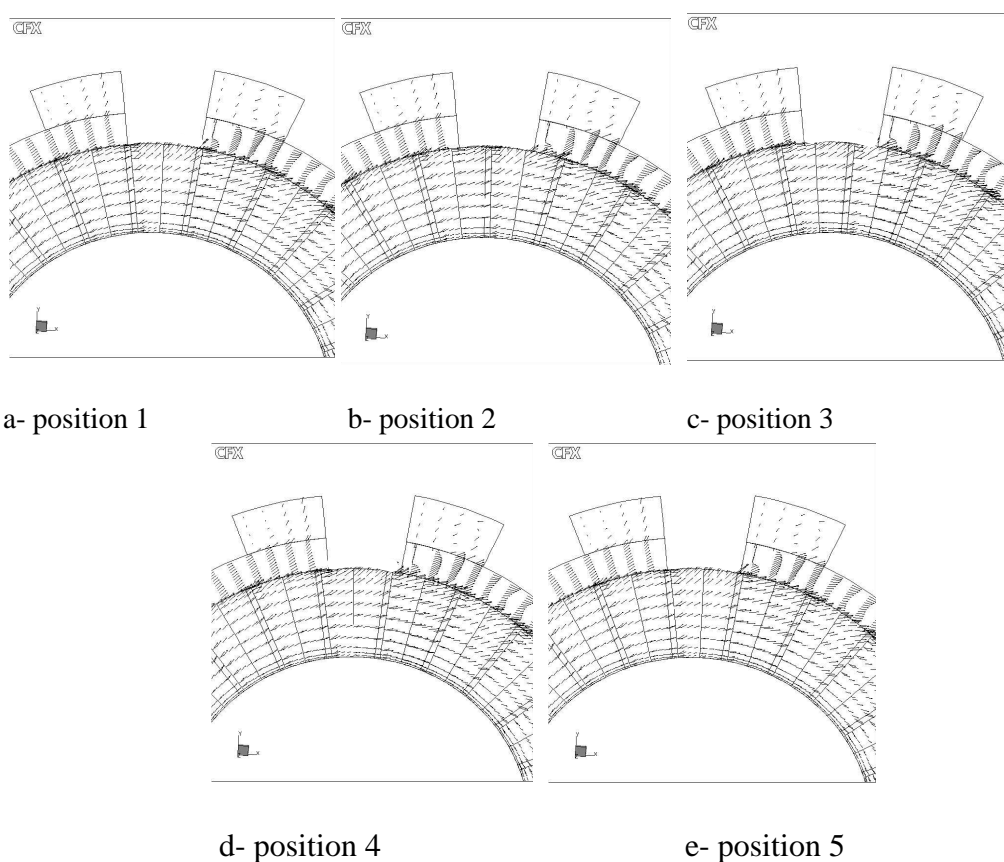 CFX CFX CFX
y
x
y
x
y
x
a- position 1 b- position 2 c- position 3
CFX CFX
y
x
y
x
d- position 4 e- position 5